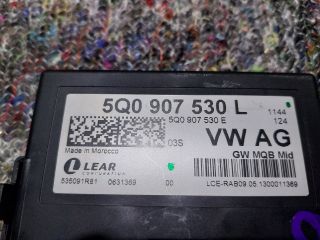 5Q0 907 530 L
5Q0 907 530 E
1144
124
03S
VW AG
GW MQB Mid
Made in Morocco
LEAR
CORPORATION
535091RB1 0631369 00
LCE-RAB09.05.1300011369